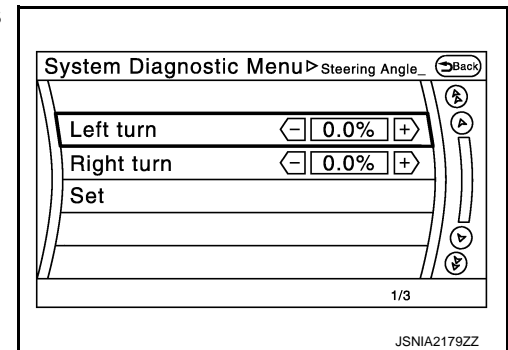 System Diagnostic Menu ▷ Steering Angle_ Back
Left turn − 0.0% +
Right turn − 0.0% +
Set
1/3
JSNIA2179ZZ